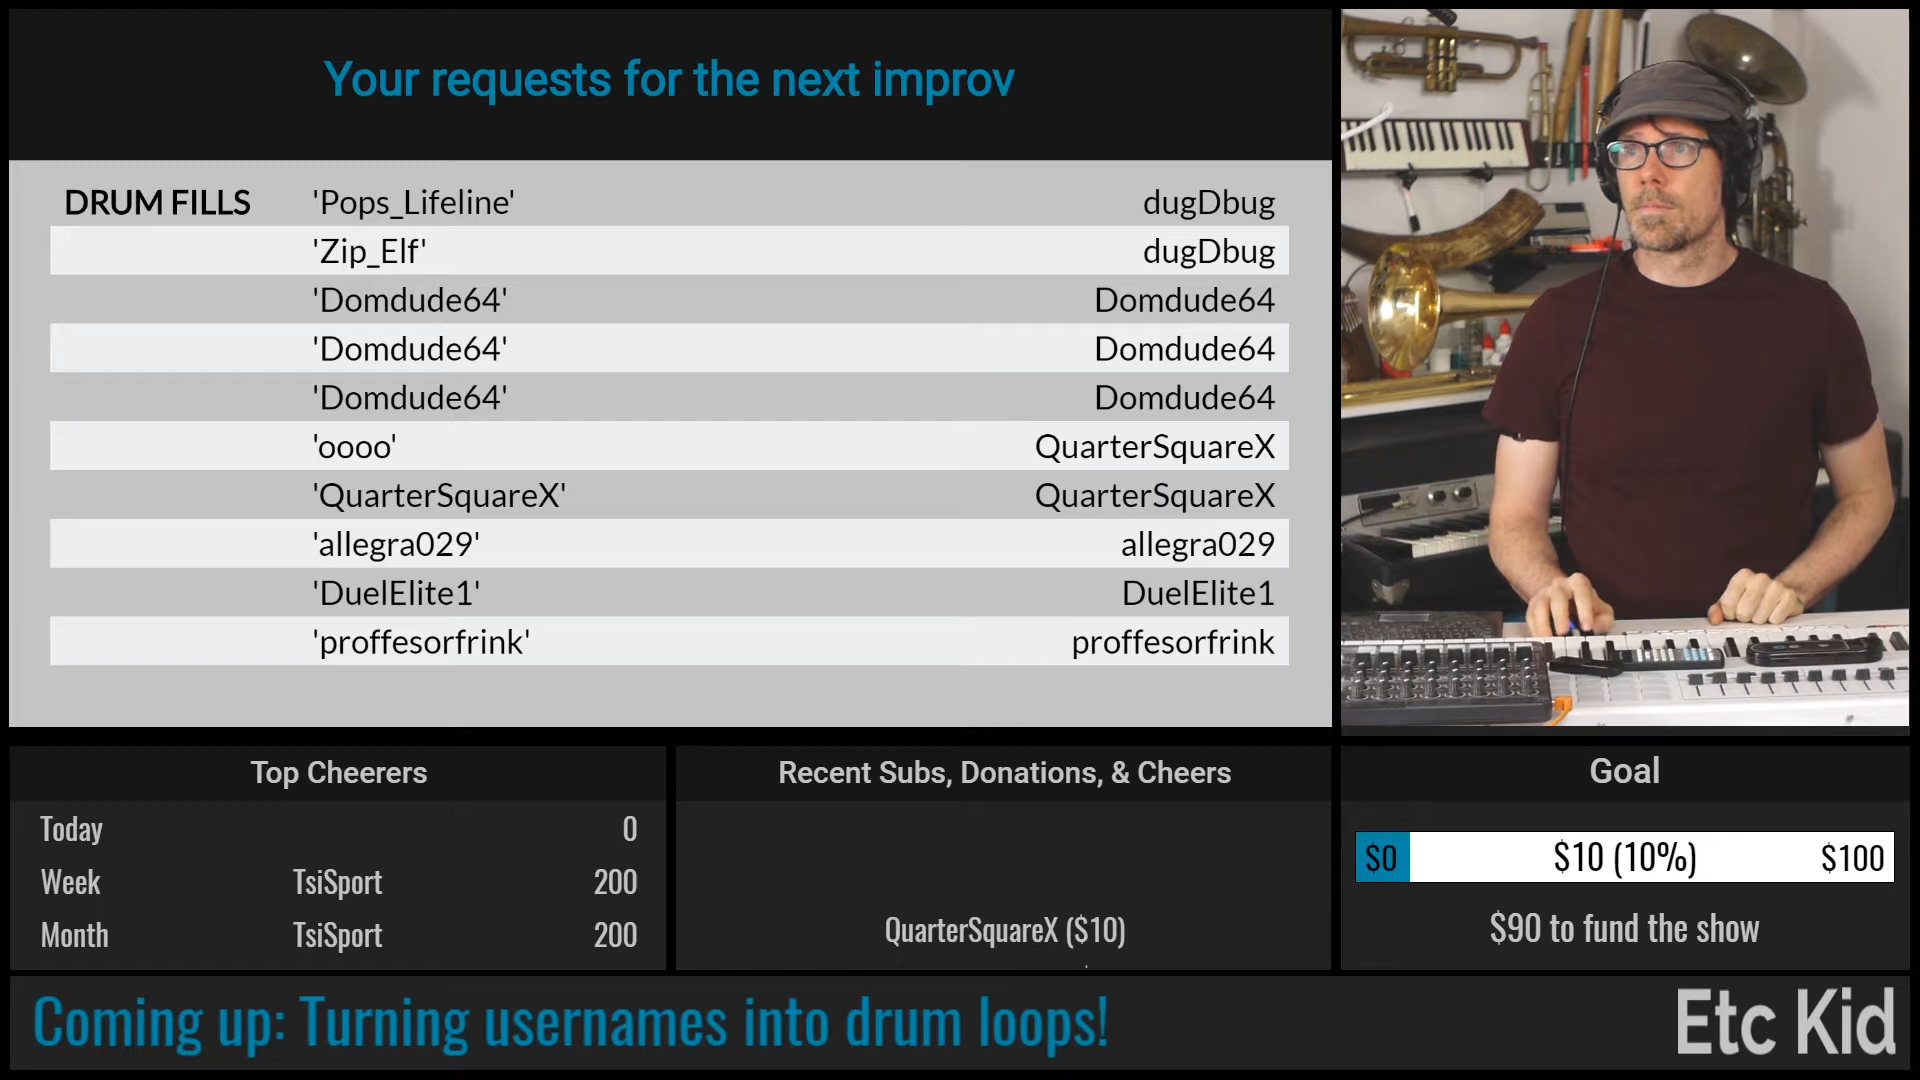 Your requests for the next improv
DRUM FILLS 'Pops_Lifeline' dugDbug
'Zip_Elf' dugDbug
'Domdude64' Domdude64
'Domdude64' Domdude64
'Domdude64' Domdude64
'oooo' QuarterSquareX
'QuarterSquareX' QuarterSquareX
'allegra029' allegra029
'DuelElite1' DuelElite1
'proffesorfrink' proffesorfrink
Top Cheerers
Today 0
Week TsiSport 200
Month TsiSport 200
Recent Subs, Donations, & Cheers
QuarterSquareX ($10)
Goal
$0 $10 (10%) $100
$90 to fund the show
Coming up: Turning usernames into drum loops!
Etc Kid